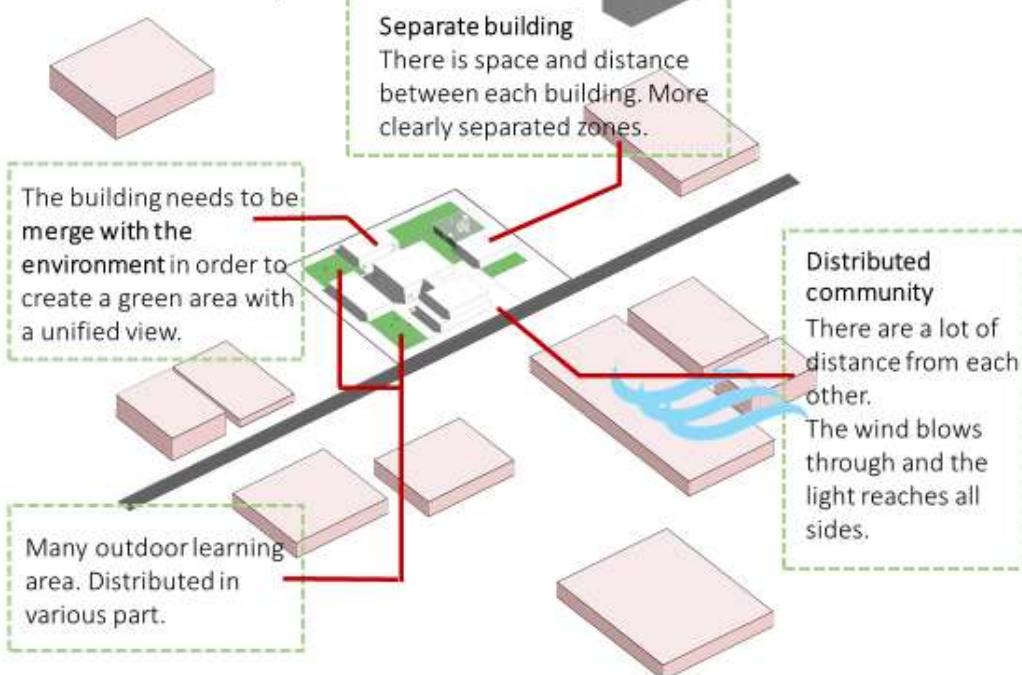 Separate building
There is space and distance
between each building. More
clearly separated zones.
The building needs to be
merge with the
environment in order to
create a green area with
a unified view.
Distributed
community
There are a lot of
distance from each
other.
The wind blows
through and the
light reaches all
sides.
Many outdoor learning
area. Distributed in
various part.